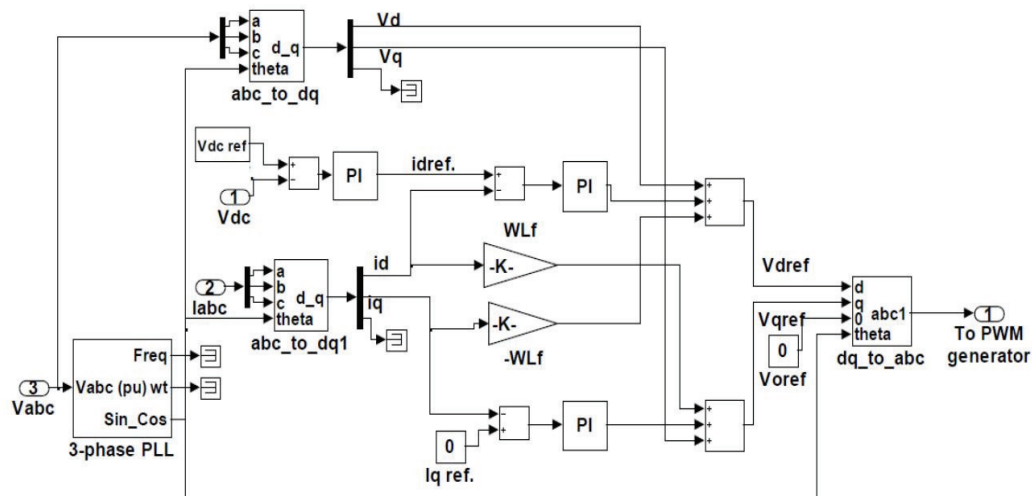 a
b
c
d_q
theta
abc_to_dq
Vd
Vq
Vdc ref
+
−
PI
idref.
+
−
PI
1
Vdc
+
+
+
WLf
-K-
id
iq
2
Iabc
a
b
c
d_q
theta
abc_to_dq1
-K-
-WLf
Vdref
Vqref
0
Voref
d
q
0
theta
abc1
dq_to_abc
1
To PWM
generator
3
Vabc
Freq
Vabc (pu) wt
Sin_Cos
3-phase PLL
0
Iq ref.
−
+
PI
+
+
+